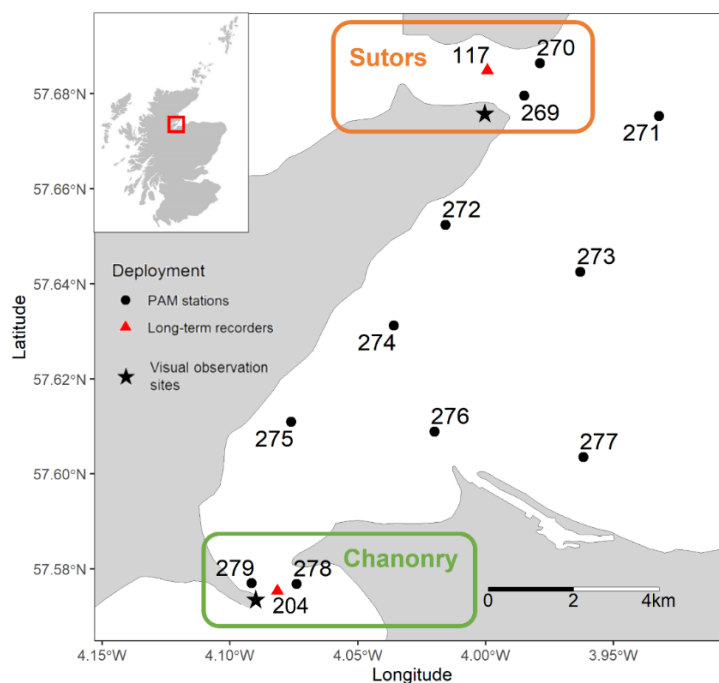 Sutors
117
270
269
271
272
273
274
275
276
277
Deployment
PAM stations
Long-term recorders
Visual observation
sites
Chanonry
279
278
204
0
2
4km
57.68°N
57.66°N
57.64°N
57.62°N
57.60°N
57.58°N
Latitude
4.15°W
4.10°W
4.05°W
4.00°W
3.95°W
Longitude